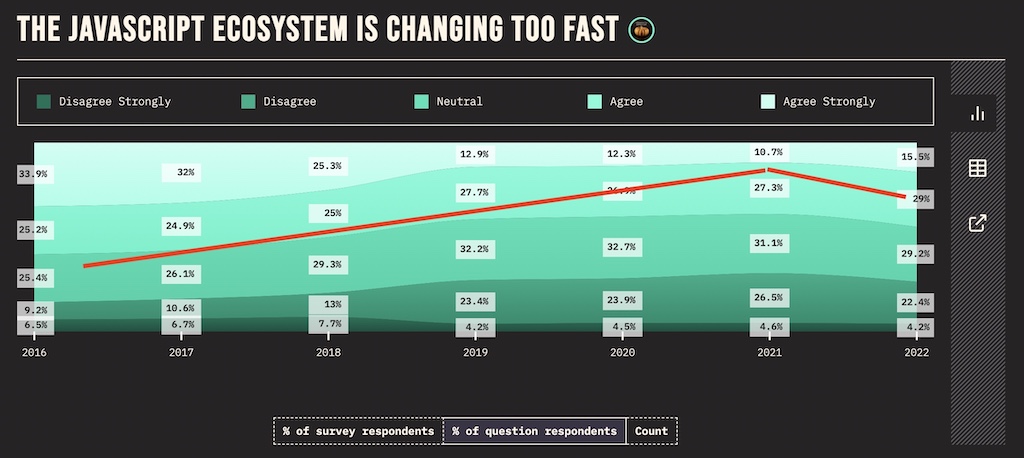 THE JAVASCRIPT ECOSYSTEM IS CHANGING TOO FAST
Disagree Strongly Disagree Neutral Agree Agree Strongly
33.9% 32% 25.3% 12.9% 12.3% 10.7% 15.5%
25.2% 24.9% 25% 27.7% 27.3% 29%
25.4% 26.1% 29.3% 32.2% 32.7% 31.1% 29.2%
9.2% 10.6% 13% 23.4% 23.9% 26.5% 22.4%
6.5% 6.7% 7.7% 4.2% 4.5% 4.6% 4.2%
2016 2017 2018 2019 2020 2021 2022
% of survey respondents % of question respondents Count